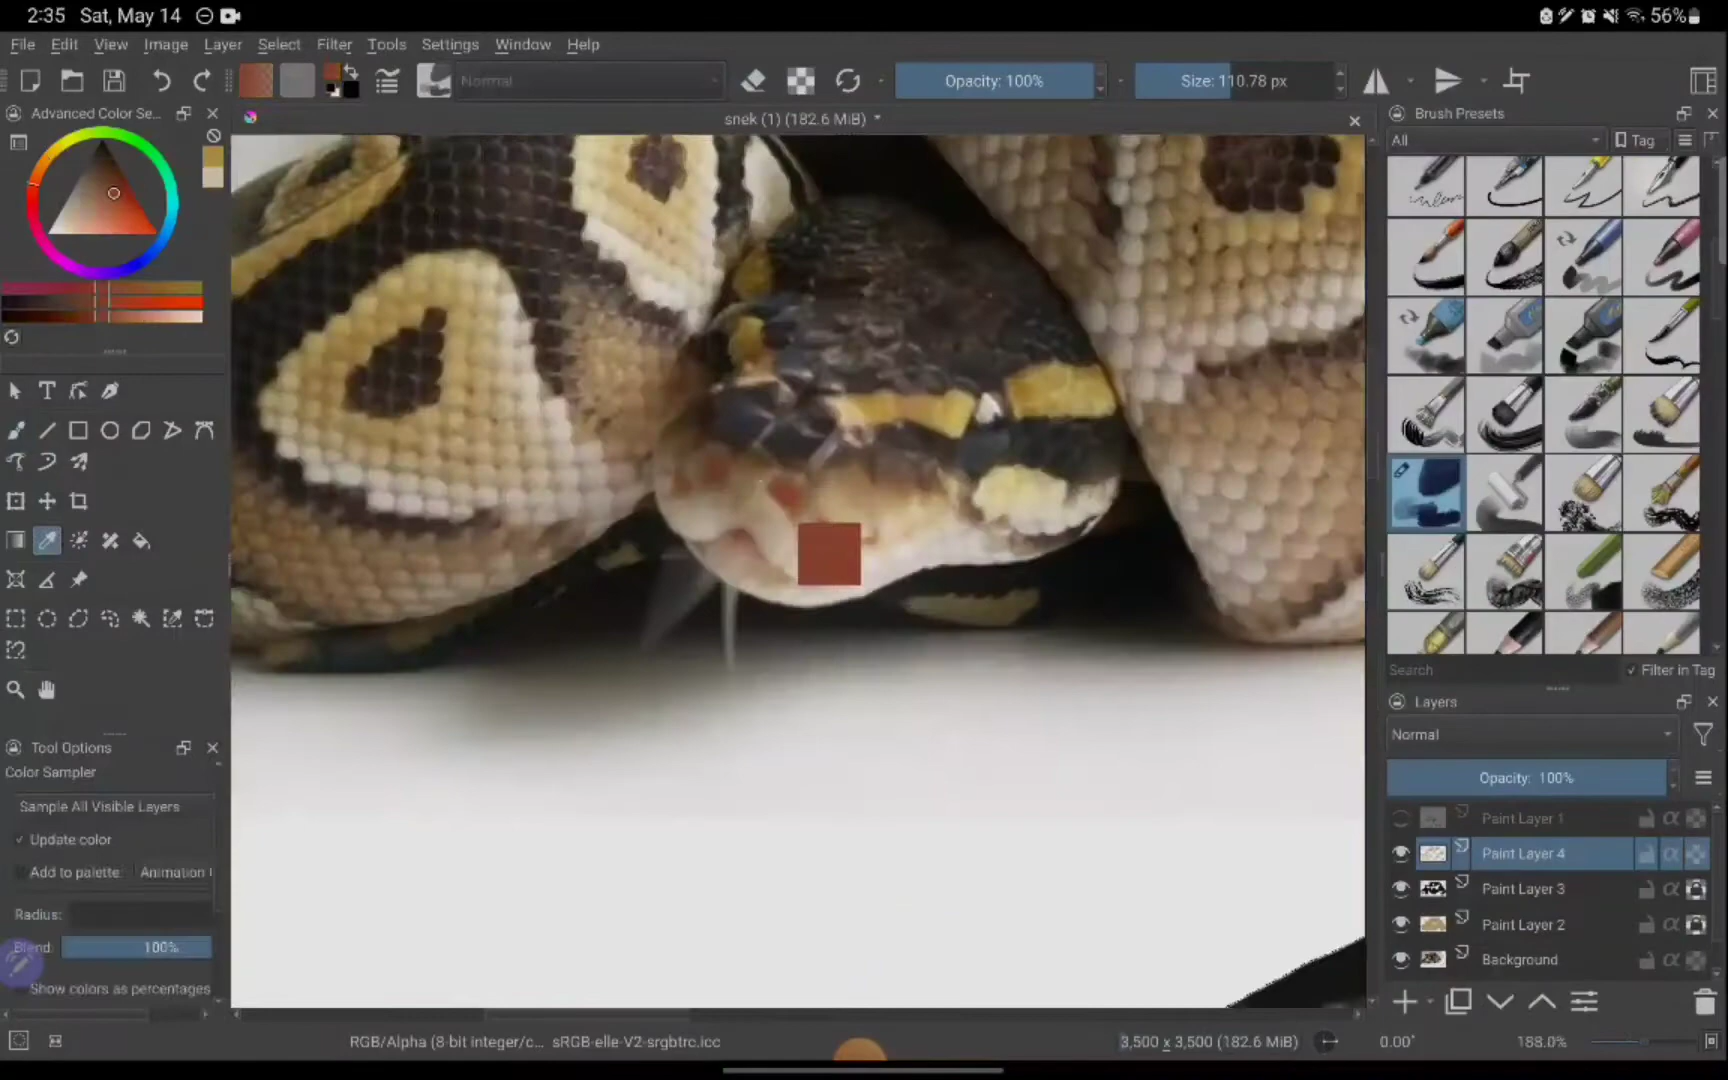 2:35 Sat, May 14
56%
File Edit View Image Layer Select Filter Tools Settings Window Help
Normal
Opacity: 100%
Size: 110.78 px
Advanced Color Se...
snek (1) (182.6 MiB) *
Brush Presets
All
Tag
Search
Filter in Tag
Layers
Normal
Opacity: 100%
Paint Layer 1
Paint Layer 4
Paint Layer 3
Paint Layer 2
Background
Tool Options
Color Sampler
Sample All Visible Layers
Update color
Add to palette: Animation
Radius:
Blend: 100%
Show colors as percentages
RGB/Alpha (8-bit integer/c... sRGB-elle-V2-srgbtrc.icc
3,500 x 3,500 (182.6 MiB)
0.00°
188.0%